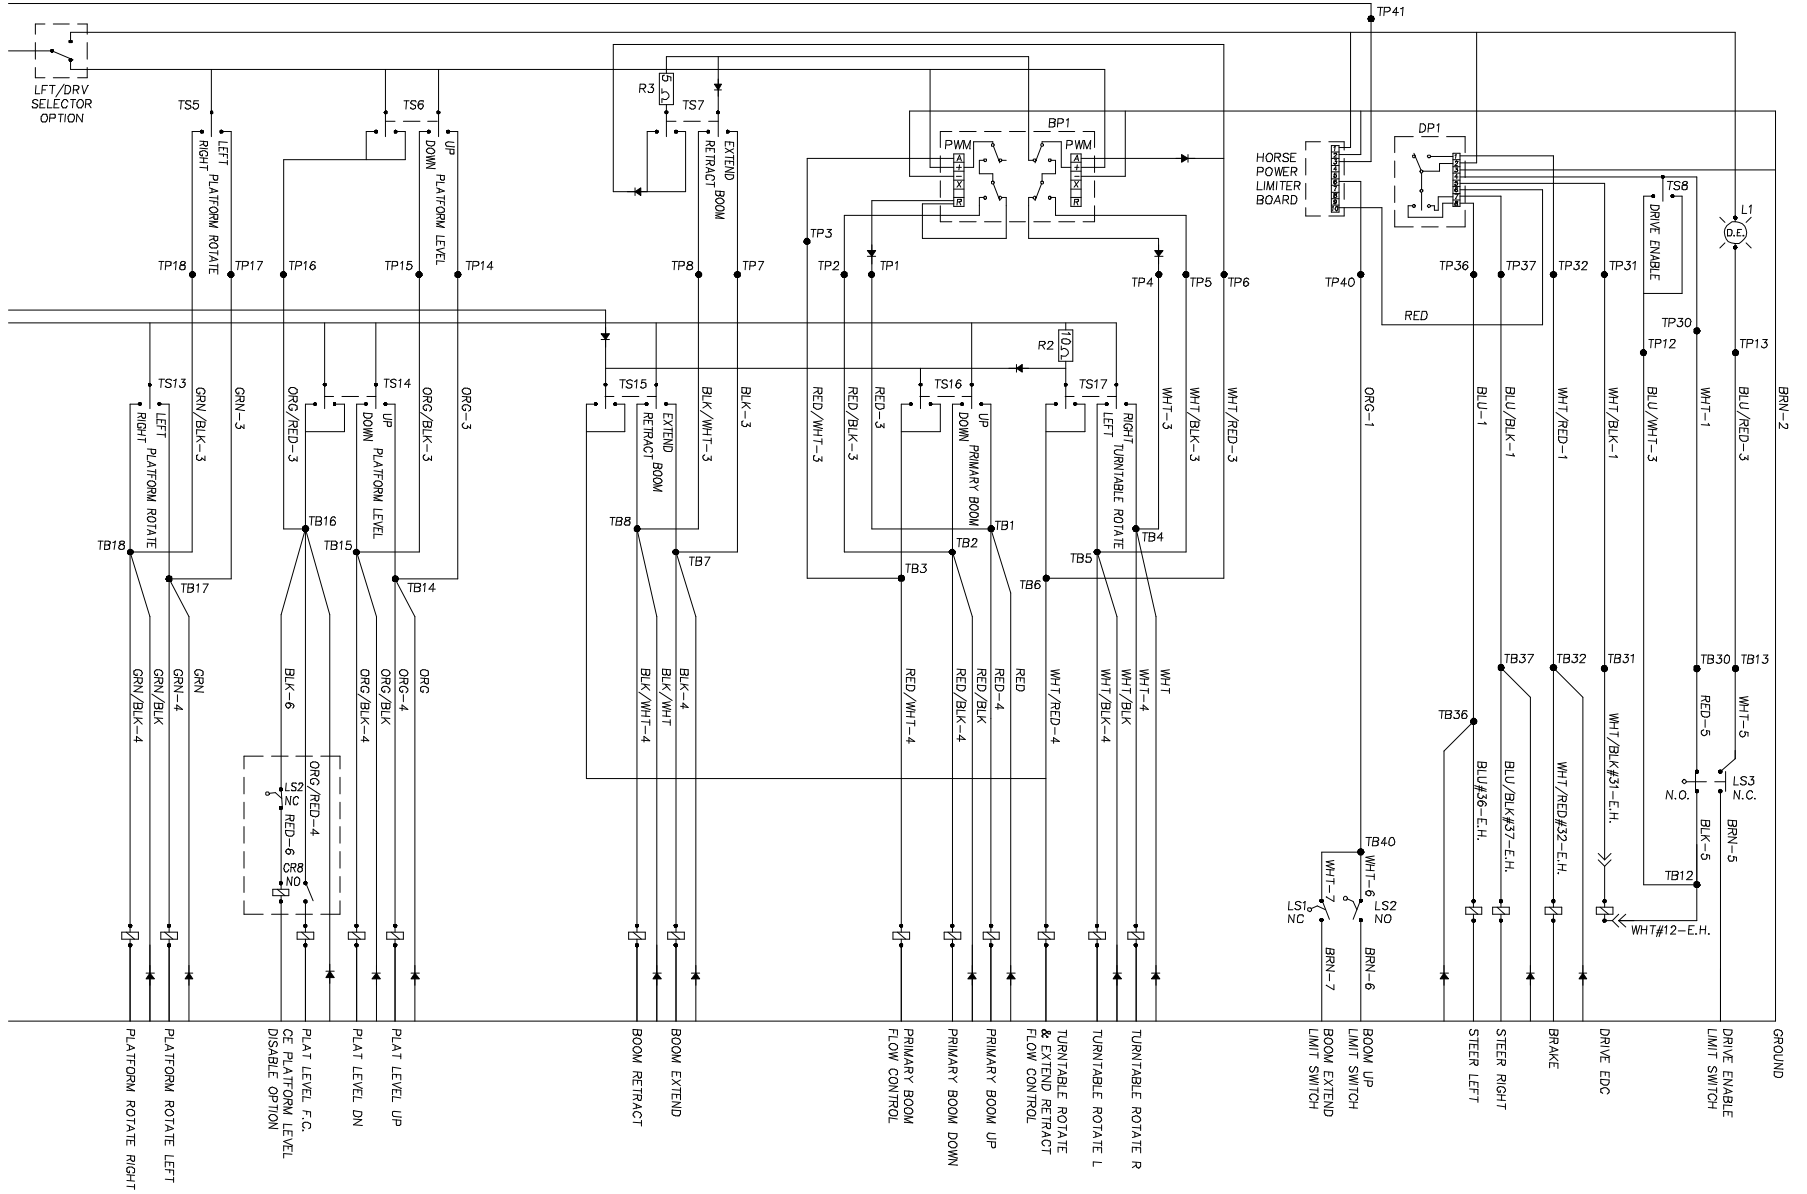 TP41
LFT/DRV
SELECTOR
OPTION
TS5
LEFT
RIGHT
PLATFORM ROTATE
TS6
UP
DOWN
PLATFORM LEVEL
R3
5 Ω
TS7
EXTEND
RETRACT
BOOM
BP1
PWM
A
+
−
X
R
PWM
A
+
−
X
R
HORSE
POWER
LIMITER
BOARD
DP1
TS8
DRIVE ENABLE
L1
D.E.
TP18
TP17
TP16
TP15
TP14
TP8
TP7
TP3
TP2
TP1
TP4
TP5
TP6
TP40
TP36
TP37
TP32
TP31
TP30
TP12
TP13
RED
R2
10Ω
TS13
LEFT
RIGHT
PLATFORM ROTATE
TS14
UP
DOWN
PLATFORM LEVEL
TS15
EXTEND
RETRACT
BOOM
TS16
UP
DOWN
PRIMARY BOOM
TS17
RIGHT
LEFT
TURNTABLE ROTATE
GRN/BLK-3
GRN-3
ORG/RED-3
ORG/BLK-3
ORG-3
BLK/WHT-3
BLK-3
RED/WHT-3
RED/BLK-3
RED-3
WHT-3
WHT/BLK-3
WHT/RED-3
ORG-1
BLU-1
BLU/BLK-1
WHT/RED-1
WHT/BLK-1
BLU/WHT-3
WHT-1
BLU/RED-3
BRN-2
TB18
TB17
TB16
TB15
TB14
TB8
TB7
TB3
TB2
TB1
TB6
TB5
TB4
TB37
TB32
TB31
TB30
TB13
TB36
TB40
TB12
GRN/BLK-4
GRN/BLK
GRN-4
GRN
BLK-6
ORG/BLK-4
ORG/BLK
ORG-4
ORG
BLK/WHT-4
BLK/WHT
BLK-4
RED/WHT-4
RED/BLK-4
RED/BLK
RED-4
RED
WHT/RED-4
WHT/BLK-4
WHT/BLK
WHT-4
WHT
RED-5
WHT-5
ORG/RED-4
LS2
NC
RED-6
CR8
NO
BLU#36-E.H.
BLU/BLK#37-E.H.
WHT/RED#32-E.H.
WHT/BLK#31-E.H.
LS3
N.O.
N.C.
BLK-5
BRN-5
WHT-7
WHT-6
LS1
NC
LS2
NO
BRN-7
BRN-6
WHT#12-E.H.
PLATFORM ROTATE RIGHT
PLATFORM ROTATE LEFT
CE PLATFORM LEVEL
DISABLE OPTION
PLAT LEVEL F.C.
PLAT LEVEL DN
PLAT LEVEL UP
BOOM RETRACT
BOOM EXTEND
PRIMARY BOOM
FLOW CONTROL
PRIMARY BOOM DOWN
PRIMARY BOOM UP
TURNTABLE ROTATE
& EXTEND RETRACT
FLOW CONTROL
TURNTABLE ROTATE L
TURNTABLE ROTATE R
BOOM EXTEND
LIMIT SWITCH
BOOM UP
LIMIT SWITCH
STEER LEFT
STEER RIGHT
BRAKE
DRIVE EDC
DRIVE ENABLE
LIMIT SWITCH
GROUND